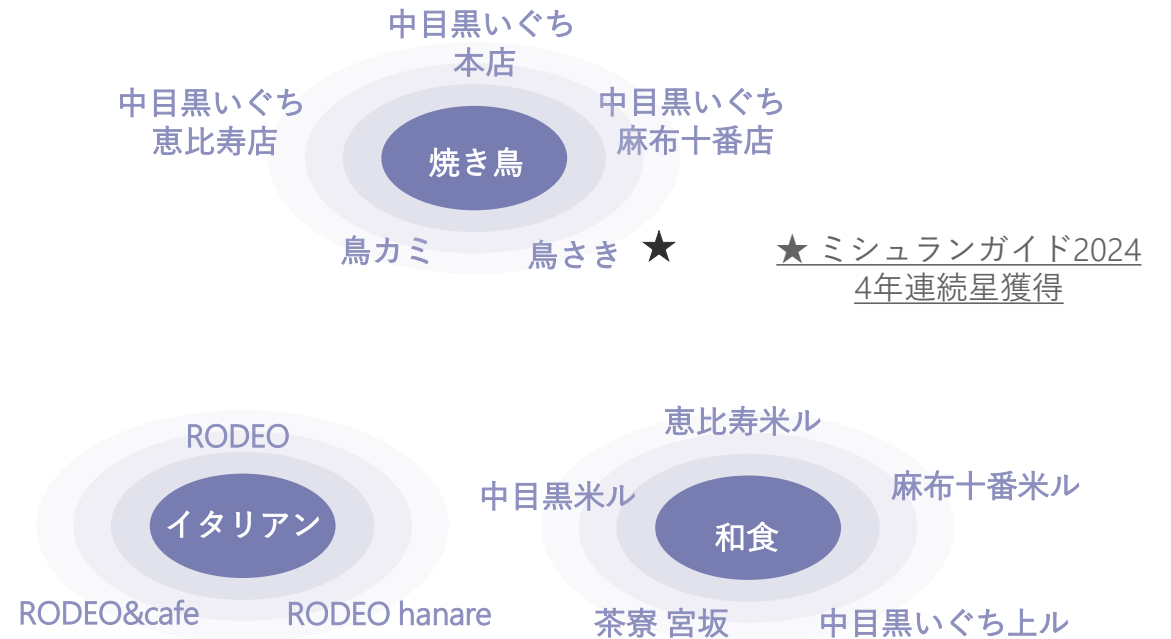 中目黒いぐち
本店
中目黒いぐち
恵比寿店
中目黒いぐち
麻布十番店
焼き鳥
鳥カミ
鳥さき ★
★ ミシュランガイド2024
4年連続星獲得
RODEO
イタリアン
RODEO&cafe
RODEO hanare
恵比寿米ル
中目黒米ル
麻布十番米ル
和食
茶寮 宮坂
中目黒いぐち上ル